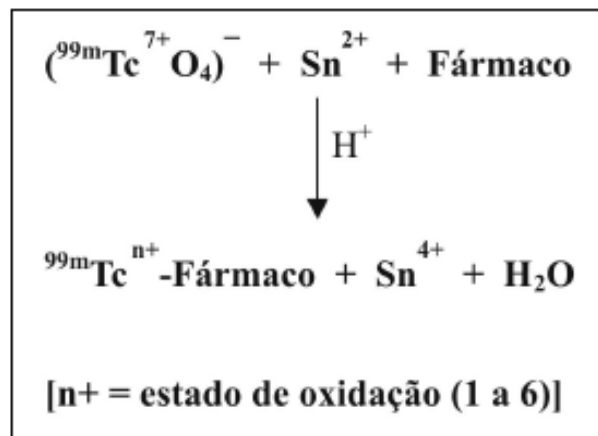 (⁹⁹ᵐTc⁷⁺O₄)⁻ + Sn²⁺ + Fármaco
H⁺
⁹⁹ᵐTcⁿ⁺-Fármaco + Sn⁴⁺ + H₂O
[n+ = estado de oxidação (1 a 6)]